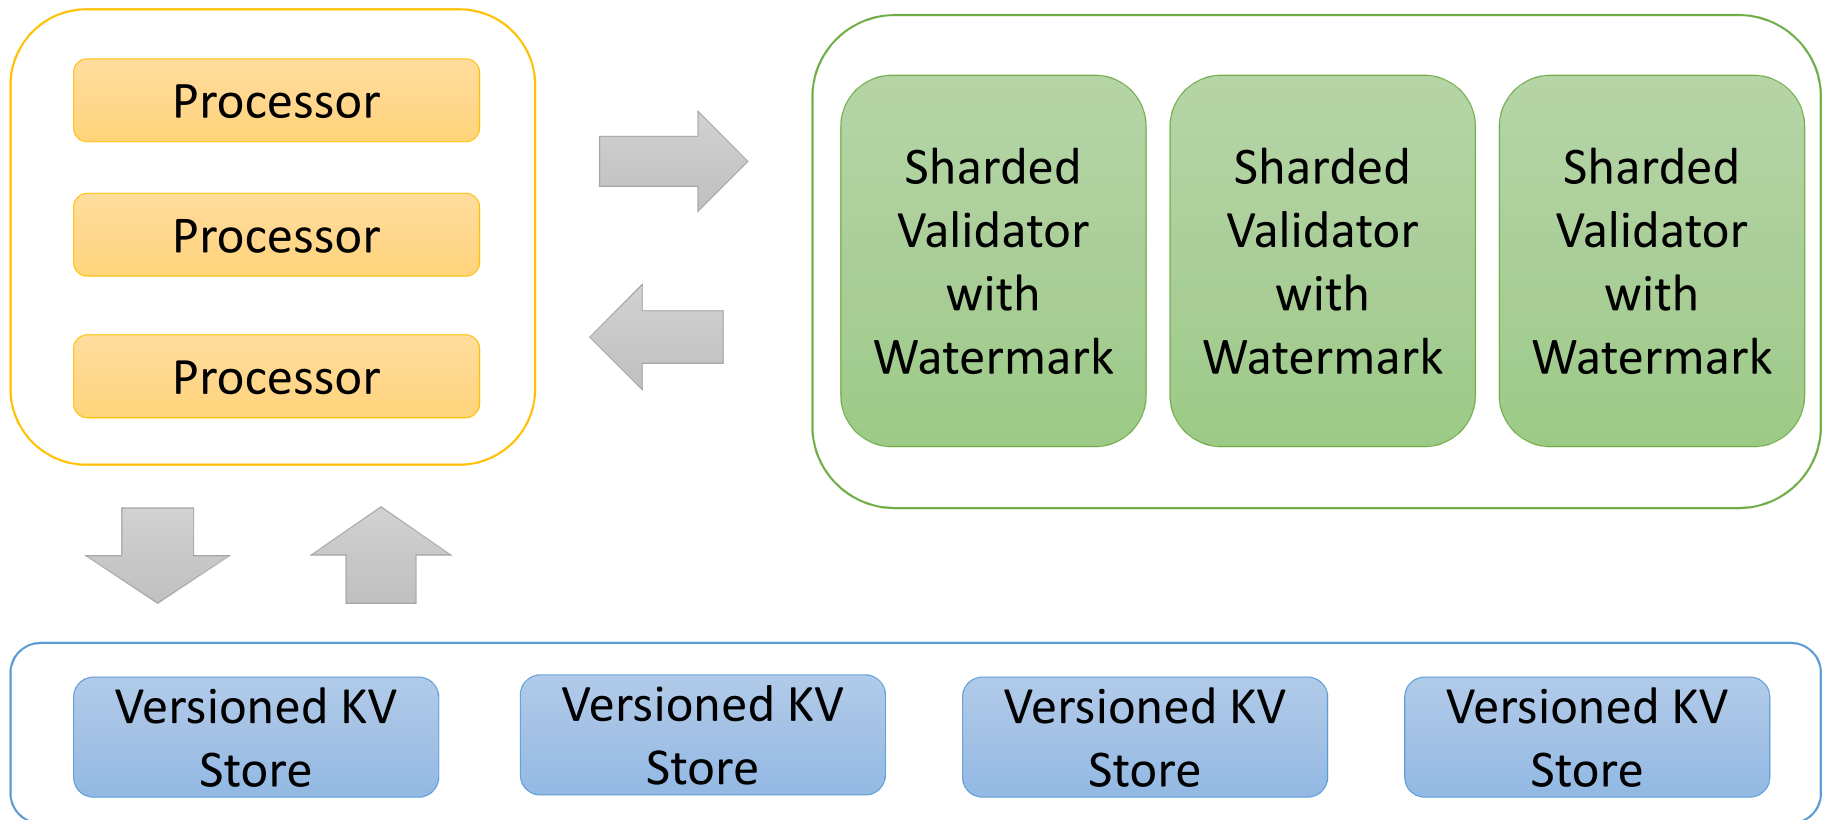 Processor
Processor
Processor
Sharded
Validator
with
Watermark
Sharded
Validator
with
Watermark
Sharded
Validator
with
Watermark
Versioned KV
Store
Versioned KV
Store
Versioned KV
Store
Versioned KV
Store